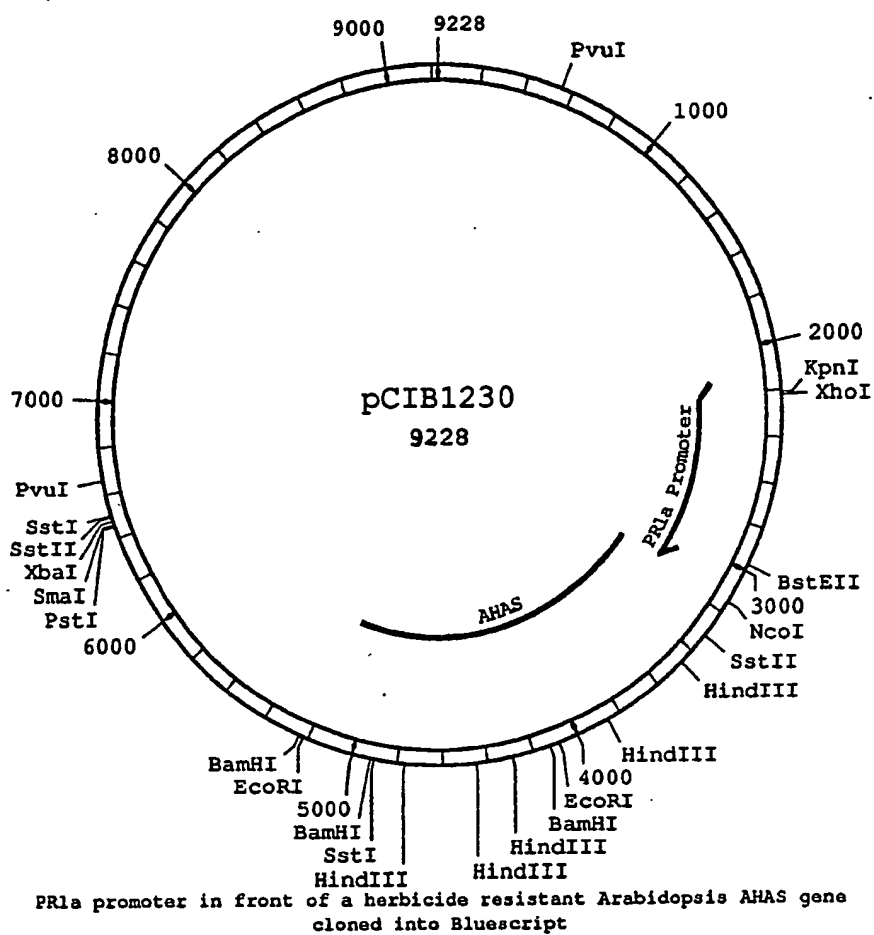 9000
9228
PvuI
1000
8000
2000
KpnI
XhoI
7000
pCIB1230
9228
PR1a Promoter
PvuI
SstI
SstII
XbaI
SmaI
PstI
6000
AHAS
BstEII
3000
NcoI
SstII
HindIII
HindIII
BamHI
EcoRI
5000
BamHI
SstI
HindIII
4000
EcoRI
BamHI
HindIII
HindIII
PR1a promoter in front of a herbicide resistant Arabidopsis AHAS gene
cloned into Bluescript